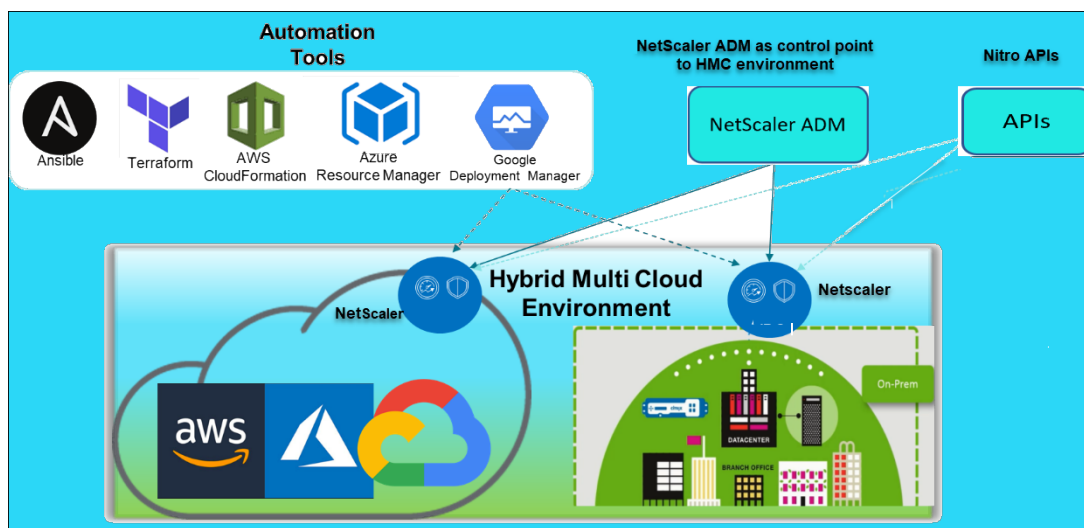 Automation
Tools
NetScaler ADM as control point
to HMC environment
Nitro APIs
Ansible
Terraform
AWS
CloudFormation
Azure
Resource Manager
Google
Deployment Manager
NetScaler ADM
APIs
Hybrid Multi Cloud
Environment
NetScaler
Netscaler
aws
On-Prem
DATACENTER
BRANCH OFFICE